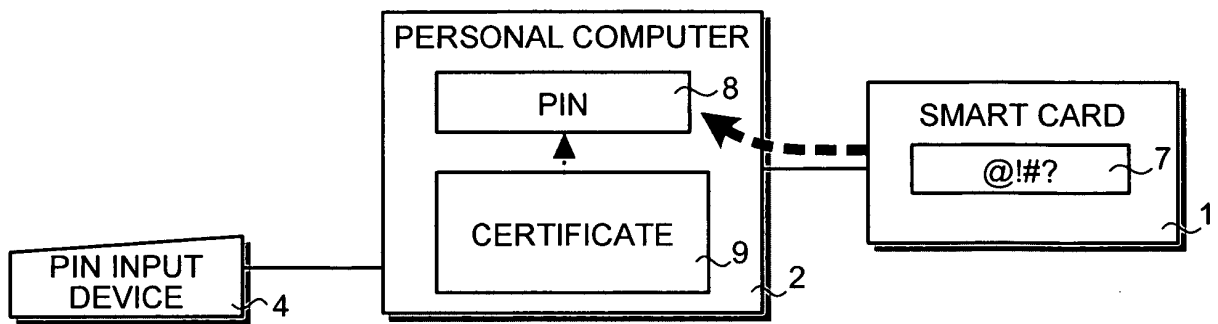 PERSONAL COMPUTER
PIN
8
CERTIFICATE
9
2
SMART CARD
@!#?
7
1
PIN INPUT
DEVICE
4